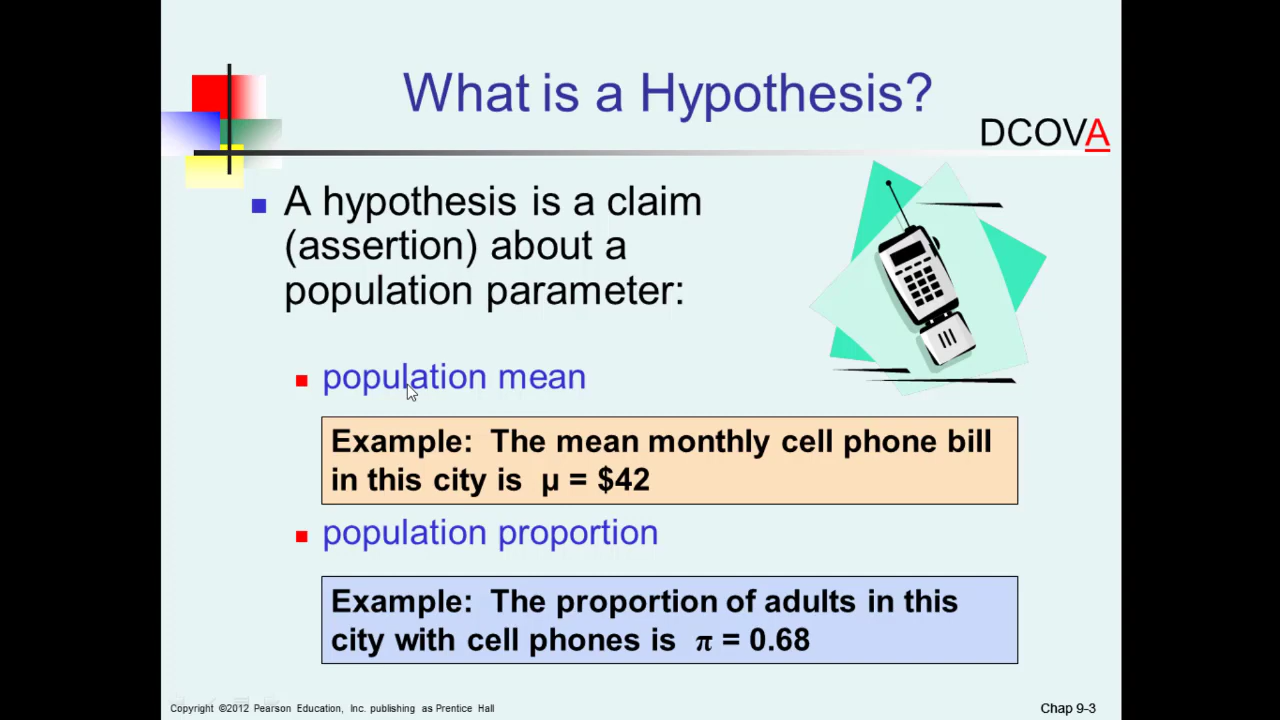 What is a Hypothesis?
DCOVA
A hypothesis is a claim
(assertion) about a
population parameter:
population mean
Example: The mean monthly cell phone bill
in this city is μ = $42
population proportion
Example: The proportion of adults in this
city with cell phones is π = 0.68
Copyright ©2012 Pearson Education, Inc. publishing as Prentice Hall
Chap 9-3